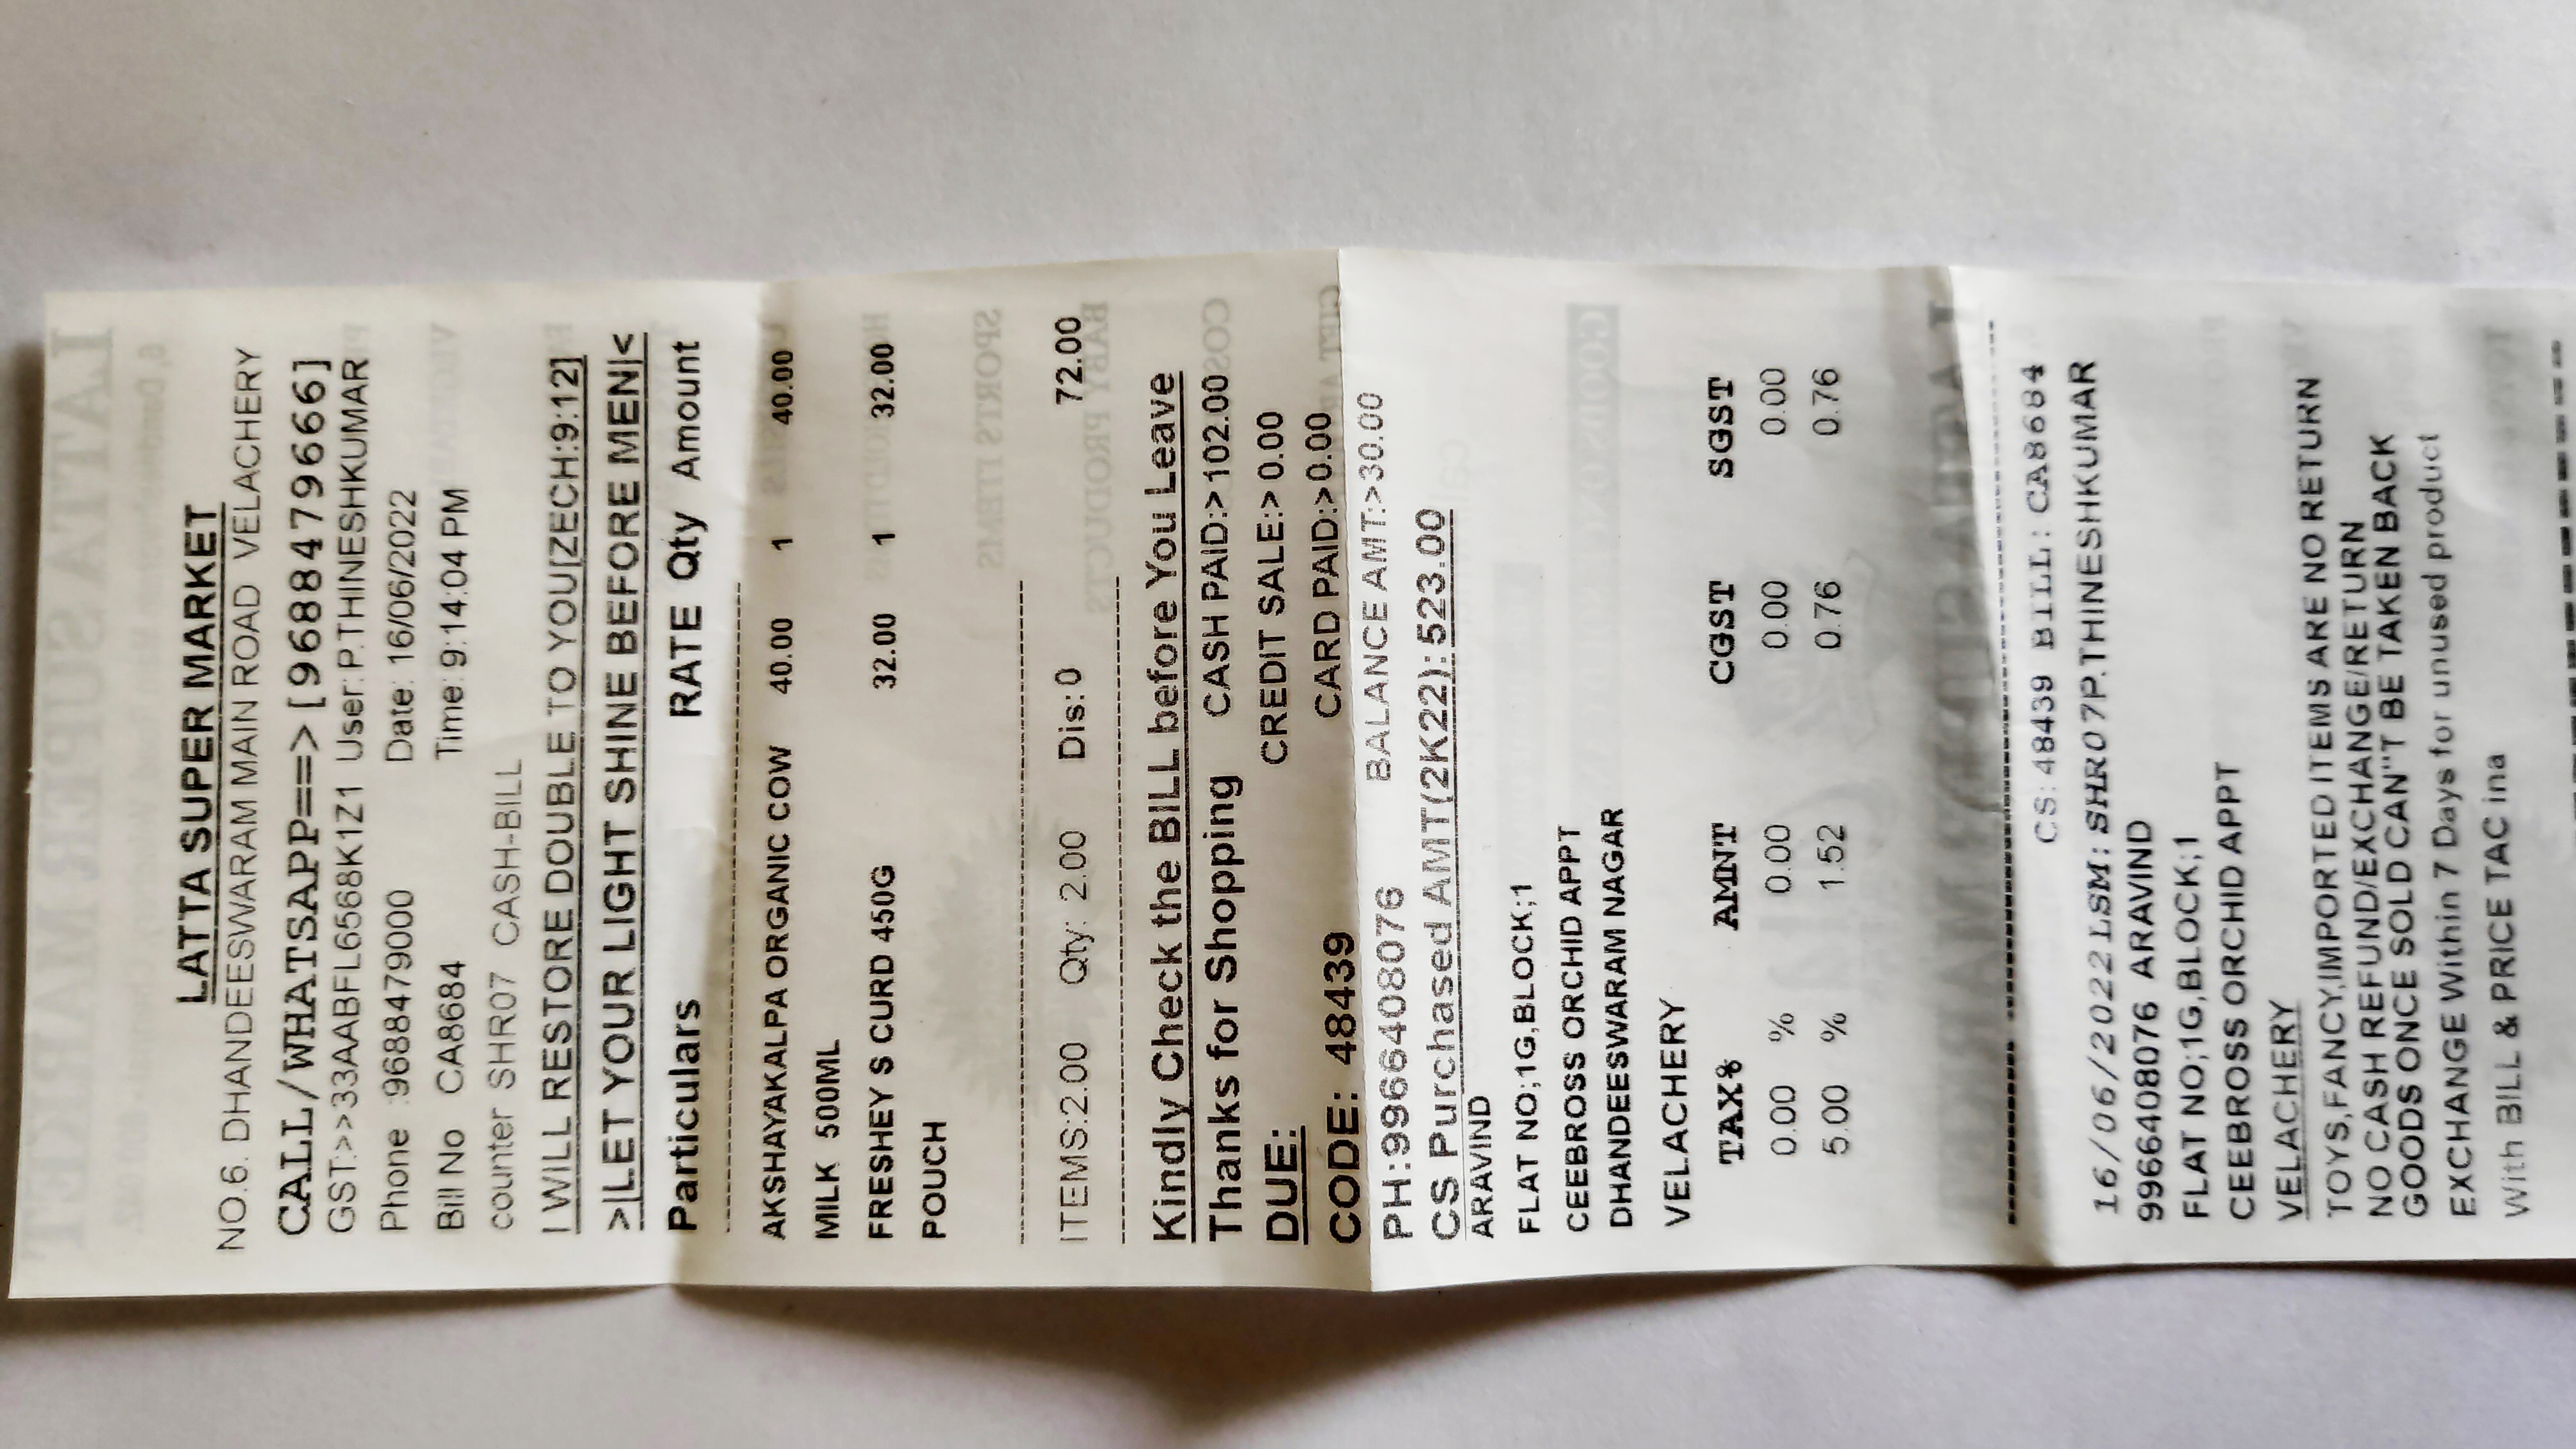 LATTA SUPER MARKET
NO.6. DHANDEESWARAM MAIN ROAD VELACHERY
CALL/WHATSAPP==>[9688479666]
GST:>>33AABFL6568K1Z1 User: P.THINESHKUMAR
Phone 9688479000 Date: 16/06/2022
Bill No CA8684 Time: 9:14:04 PM
counter SHR07 CASH-BILL
I WILL RESTORE DOUBLE TO YOU[ZECH:9:12]
>|LET YOUR LIGHT SHINE BEFORE MEN|<
Particulars RATE Qty Amount
AKSHAYAKALPA ORGANIC COW 40.00 1 40.00
MILK 500ML
FRESHEY S CURD 450G 32.00 1 32.00
POUCH
ITEMS:2.00 Qty: 2.00 Dis: 0 72.00
Kindly Check the BILL before You Leave
Thanks for Shopping CASH PAID:>102.00
DUE: CREDIT SALE:> 0.00
CODE: 48439 CARD PAID:>0.00
PH:9966408076 BALANCE AMT:>30.00
CS Purchased AMT(2K22): 523.00
ARAVIND
FLAT NO;1G,BLOCK;1
CEEBROSS ORCHID APPT
DHANDEESWARAM NAGAR
VELACHERY
TAX% AMNT CGST SGST
0.00 % 0.00 0.00 0.00
5.00 % 1.52 0.76 0.76
CS: 48439 BILL: CA8684
16/06/2022 LSM: SHR07P.THINESHKUMAR
9966408076 ARAVIND
FLAT NO;1G,BLOCK;1
CEEBROSS ORCHID APPT
VELACHERY
TOYS,FANCY,IMPORTED ITEMS ARE NO RETURN
NO CASH REFUND/EXCHANGE/RETURN
GOODS ONCE SOLD CAN"T BE TAKEN BACK
EXCHANGE Within 7 Days for unused product
With BILL & PRICE TAC ina